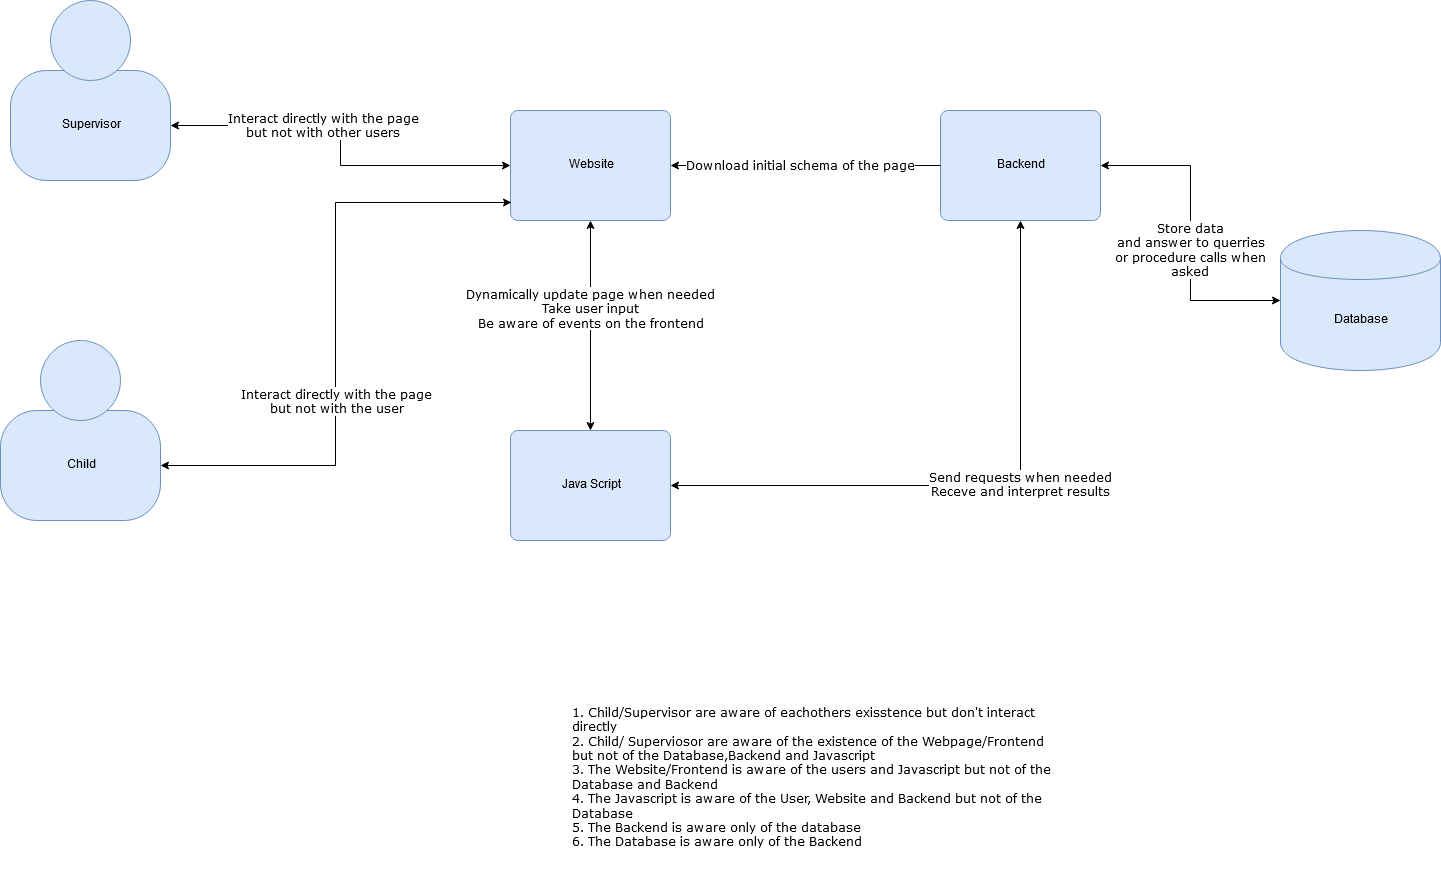 Supervisor
Interact directly with the page
but not with other users
Website
Download initial schema of the page
Backend
Store data
and answer to querries
or procedure calls when
asked
Database
Dynamically update page when needed
Take user input
Be aware of events on the frontend
Interact directly with the page
but not with the user
Child
Java Script
Send requests when needed
Receve and interpret results
1. Child/Supervisor are aware of eachothers exisstence but don't interact
directly
2. Child/ Superviosor are aware of the existence of the Webpage/Frontend
but not of the Database,Backend and Javascript
3. The Website/Frontend is aware of the users and Javascript but not of the
Database and Backend
4. The Javascript is aware of the User, Website and Backend but not of the
Database
5. The Backend is aware only of the database
6. The Database is aware only of the Backend